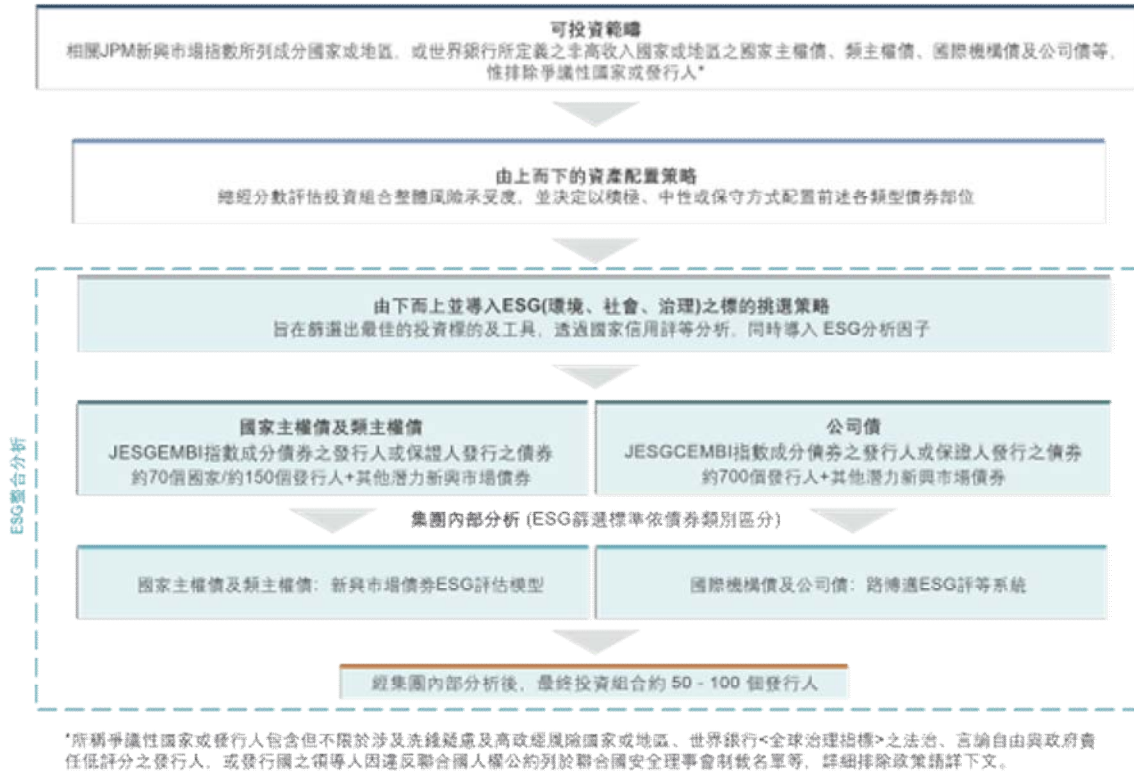 可投資範疇
相關JPM新興市場指數所列成分國家或地區，或世界銀行所定義之非高收入國家或地區之國家主權債、類主權債、國際機構債及公司債等，
惟排除爭議性國家或發行人*
由上而下的資產配置策略
總經分數評估投資組合整體風險承受度，並決定以積極、中性或保守方式配置前述各類型債券部位
由下而上並導入ESG(環境、社會、治理)之標的挑選策略
旨在篩選出最佳的投資標的及工具，透過國家信用評等分析，同時導入 ESG分析因子
國家主權債及類主權債
JESGEMBI指數成分債券之發行人或保證人發行之債券
約70個國家/約150個發行人+其他潛力新興市場債券
公司債
JESGCEMBI指數成分債券之發行人或保證人發行之債券
約700個發行人+其他潛力新興市場債券
ESG整合分析
集團內部分析 (ESG篩選標準依債券類別區分)
國家主權債及類主權債：新興市場債券ESG評估模型
國際機構債及公司債：路博邁ESG評等系統
經集團內部分析後，最終投資組合約 50 - 100 個發行人
*所稱爭議性國家或發行人包含但不限於涉及洗錢疑慮及高政經風險國家或地區、世界銀行<全球治理指標>之法治、言論自由與政府責
任低評分之發行人，或發行國之領導人因違反聯合國人權公約列於聯合國安全理事會制裁名單等，詳細排除政策請詳下文。